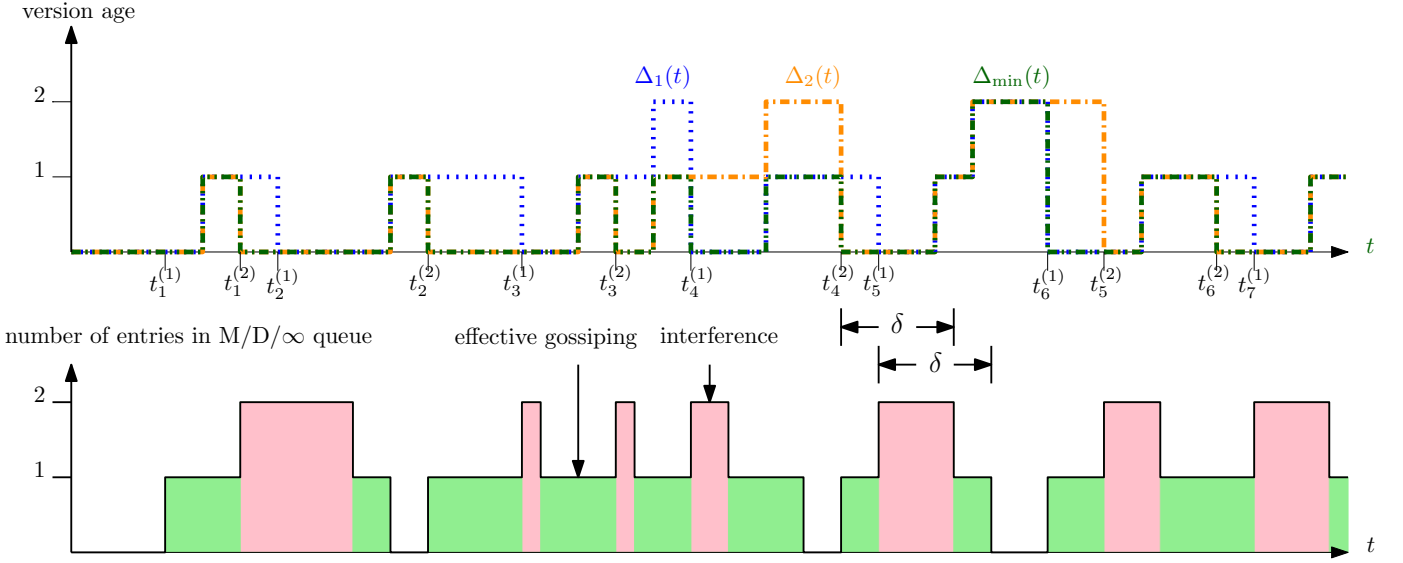 version age
Δ₁(t) Δ₂(t) Δ_min(t)
2
1
t
t₁⁽¹⁾ t₁⁽²⁾ t₂⁽¹⁾ t₂⁽²⁾ t₃⁽¹⁾ t₃⁽²⁾ t₄⁽¹⁾ t₄⁽²⁾ t₅⁽¹⁾ t₆⁽¹⁾ t₅⁽²⁾ t₆⁽²⁾ t₇⁽¹⁾
number of entries in M/D/∞ queue
effective gossiping
interference
δ
δ
2
1
t